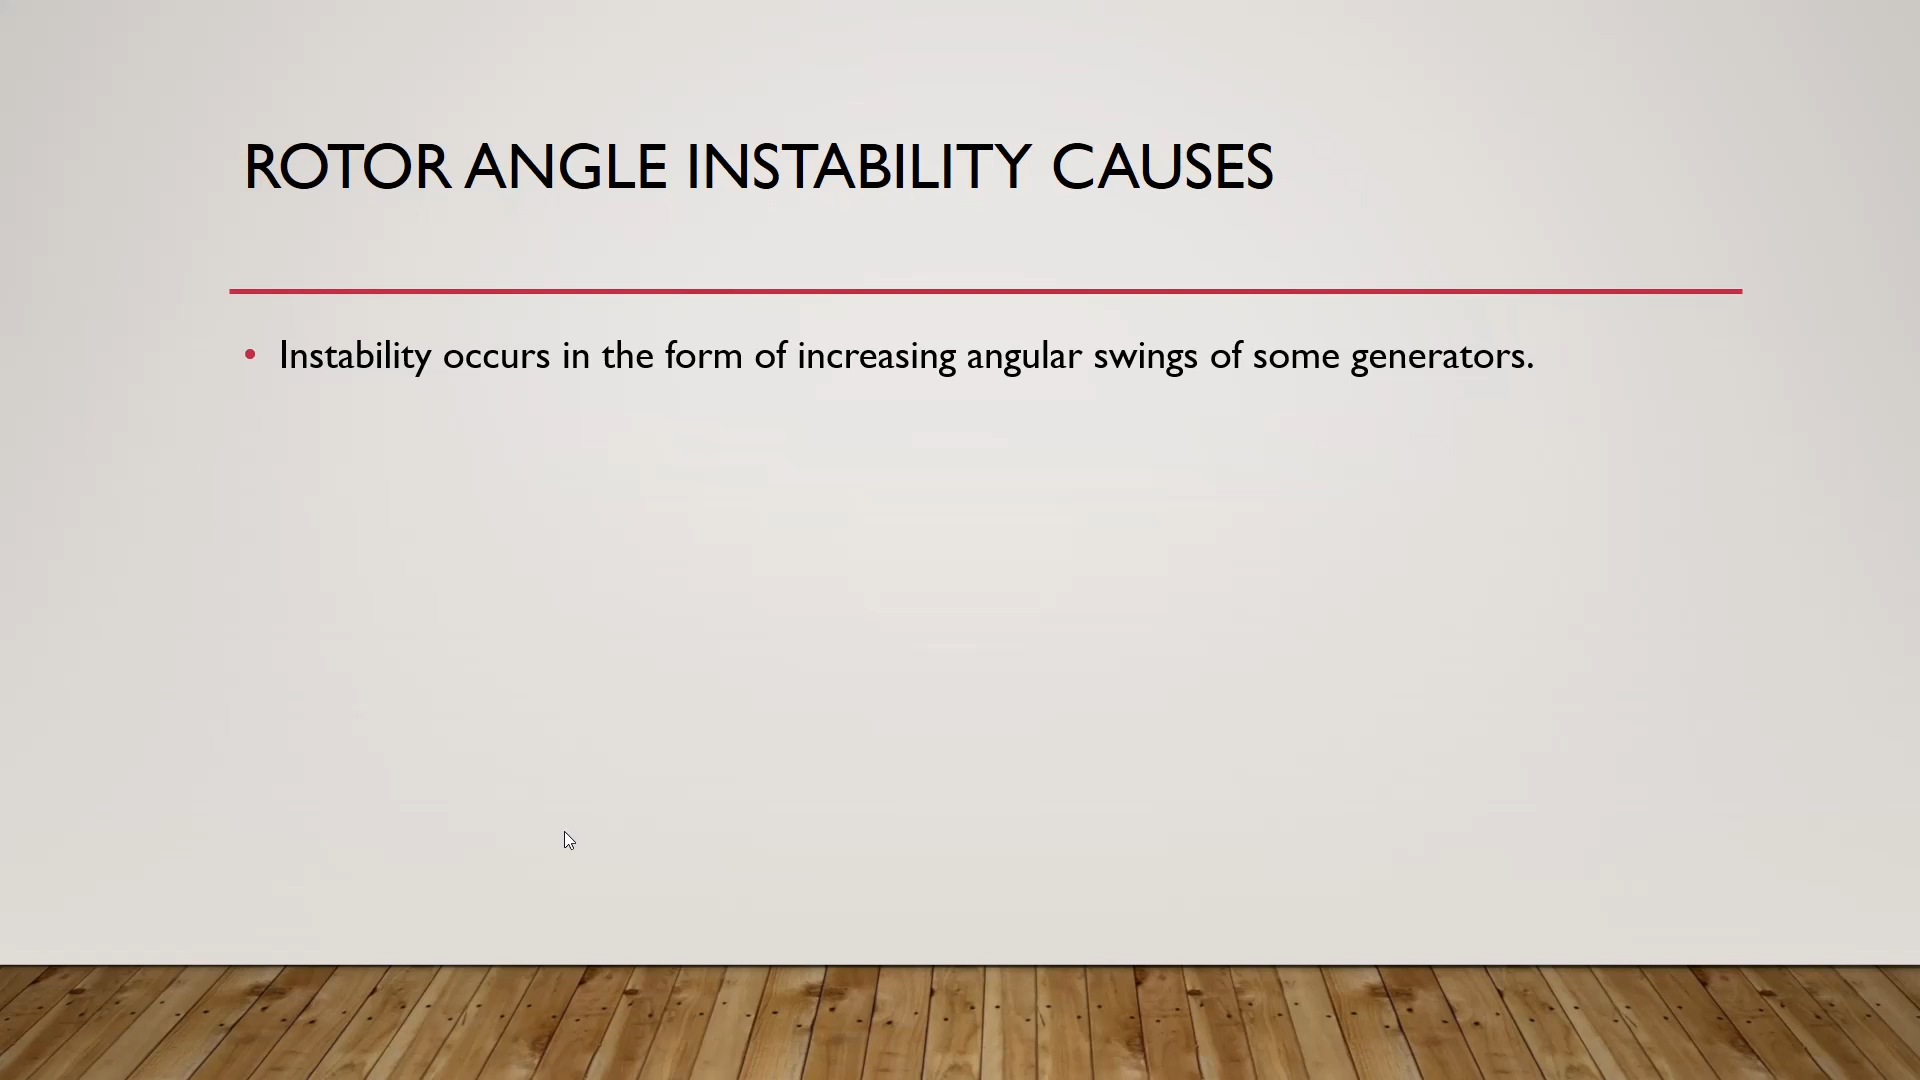 ROTOR ANGLE INSTABILITY CAUSES
• Instability occurs in the form of increasing angular swings of some generators.